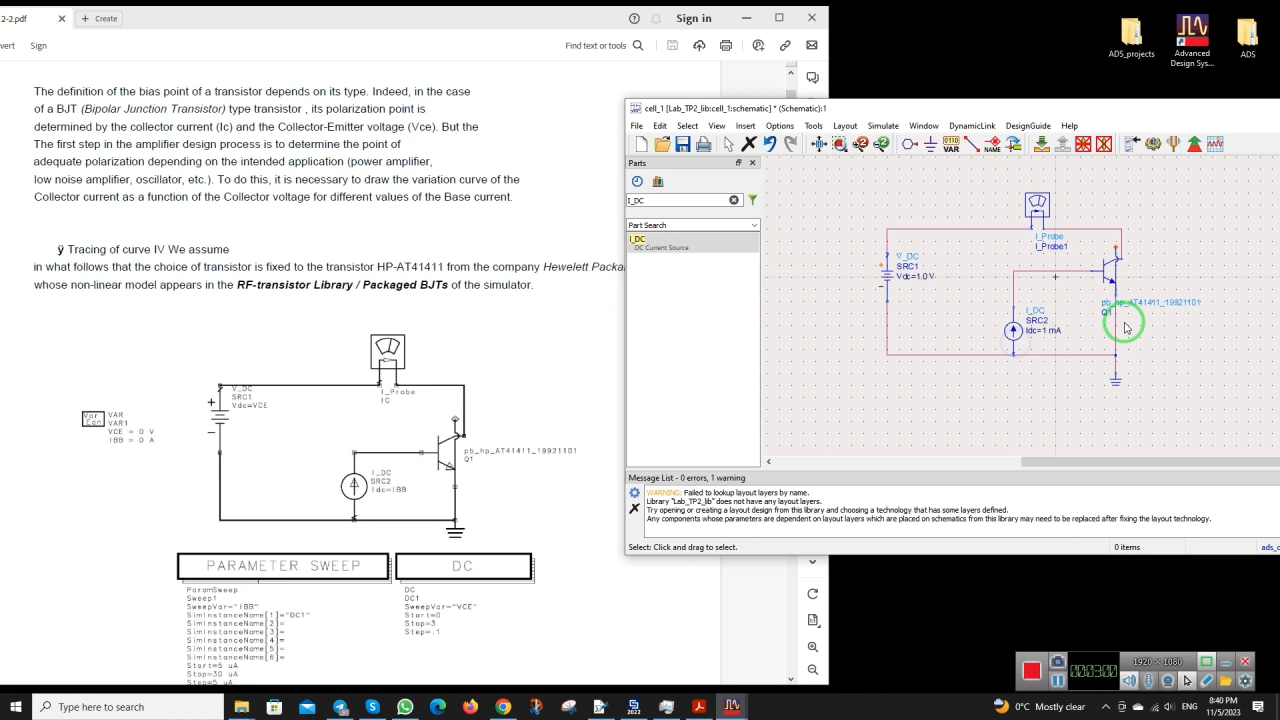 2-2.pdf
Create
Sign in
vert
Sign
Find text or tools
The definition of the bias point of a transistor depends on its type. Indeed, in the case
of a BJT (Bipolar Junction Transistor) type transistor , its polarization point is
determined by the collector current (Ic) and the Collector-Emitter voltage (Vce). But the
The first step in the amplifier design process is to determine the point of
adequate polarization depending on the intended application (power amplifier,
low noise amplifier, oscillator, etc.). To do this, it is necessary to draw the variation curve of the
Collector current as a function of the Collector voltage for different values of the Base current.
ÿ Tracing of curve IV We assume
in what follows that the choice of transistor is fixed to the transistor HP-AT41411 from the company Hewelett Packa
whose non-linear model appears in the RF-transistor Library / Packaged BJTs of the simulator.
Var
Eqn
VAR
VAR1
VCE = 0 V
IBB = 0 A
+
V_DC
SRC1
Vdc=VCE
I_Probe
IC
I_DC
SRC2
Idc=IBB
pb_hp_AT41411_19921101
Q1
PARAMETER SWEEP
ParamSweep
Sweep1
SweepVar="IBB"
SimInstanceName[1]="DC1"
SimInstanceName[2]=
SimInstanceName[3]=
SimInstanceName[4]=
SimInstanceName[5]=
SimInstanceName[6]=
Start=5 uA
Stop=30 uA
Step=5 uA
DC
DC
DC1
SweepVar="VCE"
Start=0
Stop=3
Step=.1
ADS_projects
Advanced
Design Sys...
ADS
cell_1 [Lab_TP2_lib:cell_1:schematic] * (Schematic):1
File Edit Select View Insert Options Tools Layout Simulate Window DynamicLink DesignGuide Help
VAR
NAME
Parts
I_DC
Part Search
I_DC
DC Current Source
I_Probe
I_Probe1
V_DC
SRC1
Vdc=1.0 V
I_DC
SRC2
Idc=1 mA
pb_hp_AT41411_19921101
Q1
Message List - 0 errors, 1 warning
WARNING: Failed to lookup layout layers by name.
Library "Lab_TP2_lib" does not have any layout layers.
Try opening or creating a layout design from this library and choosing a technology that has some layers defined.
Any components whose parameters are dependent on layout layers which are placed on schematics from this library may need to be replaced after fixing the layout technology.
Select: Click and drag to select.
0 items
ads_c
1920 × 1080
000:3:00
Type here to search
2022
0°C Mostly clear
ENG
8:40 PM
11/5/2023